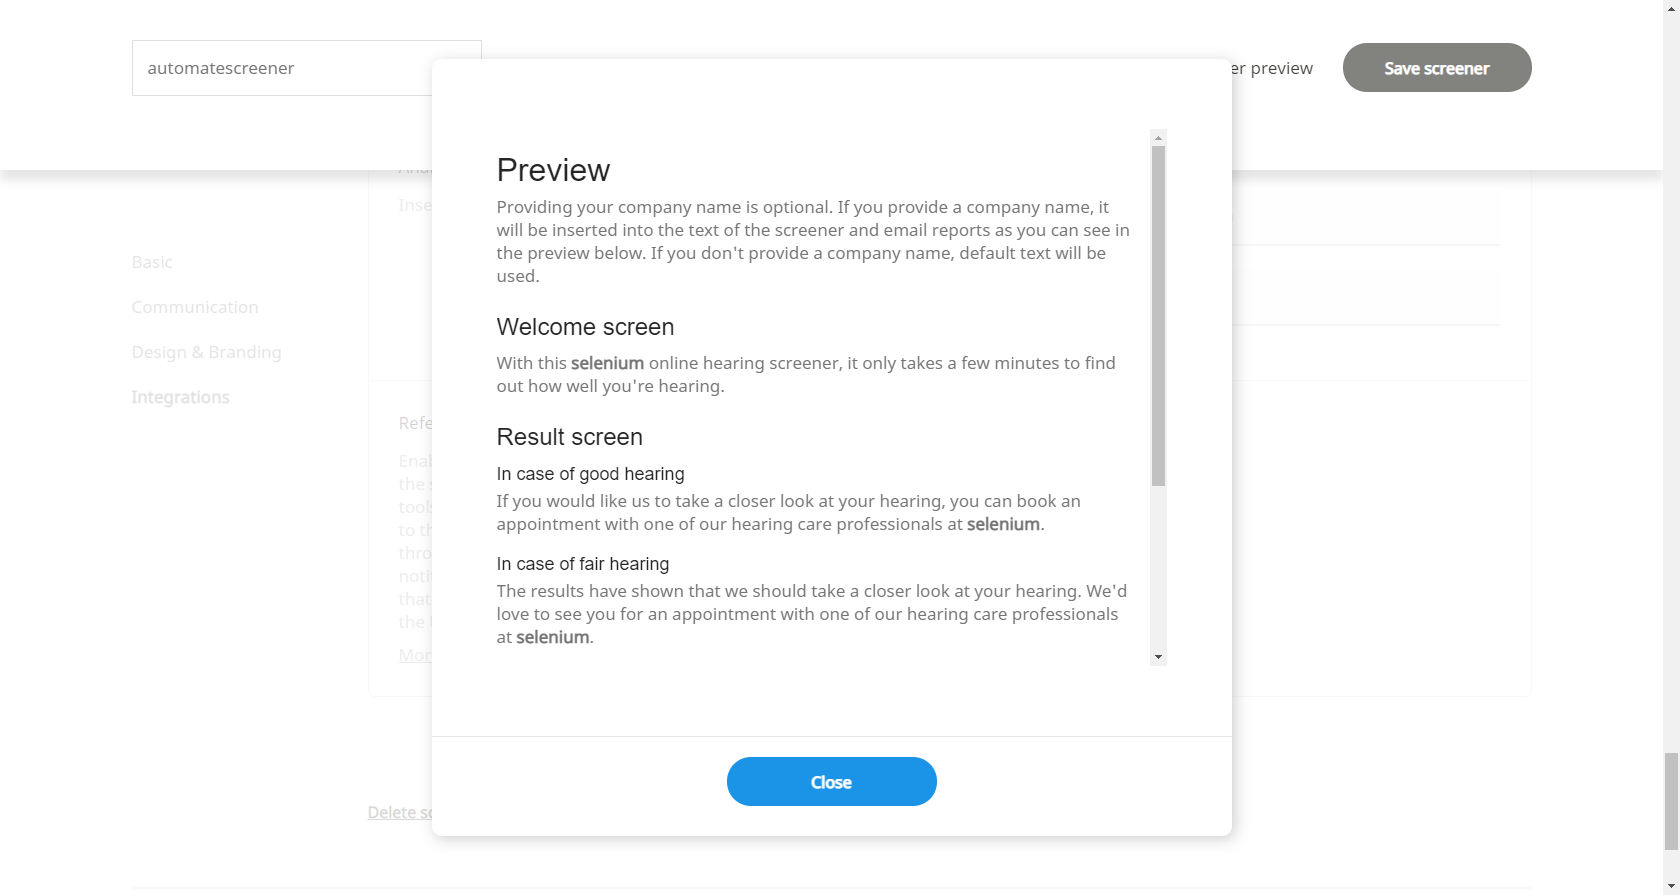 automatescreener
er preview
Save screener
Inse
Basic
Communication
Design & Branding
Integrations
Refe
Enab
the s
tools
to th
thro
noti
that
the
Mor
Delete sc
Preview
Providing your company name is optional. If you provide a company name, it
will be inserted into the text of the screener and email reports as you can see in
the preview below. If you don't provide a company name, default text will be
used.
Welcome screen
With this selenium online hearing screener, it only takes a few minutes to find
out how well you're hearing.
Result screen
In case of good hearing
If you would like us to take a closer look at your hearing, you can book an
appointment with one of our hearing care professionals at selenium.
In case of fair hearing
The results have shown that we should take a closer look at your hearing. We'd
love to see you for an appointment with one of our hearing care professionals
at selenium.
Close